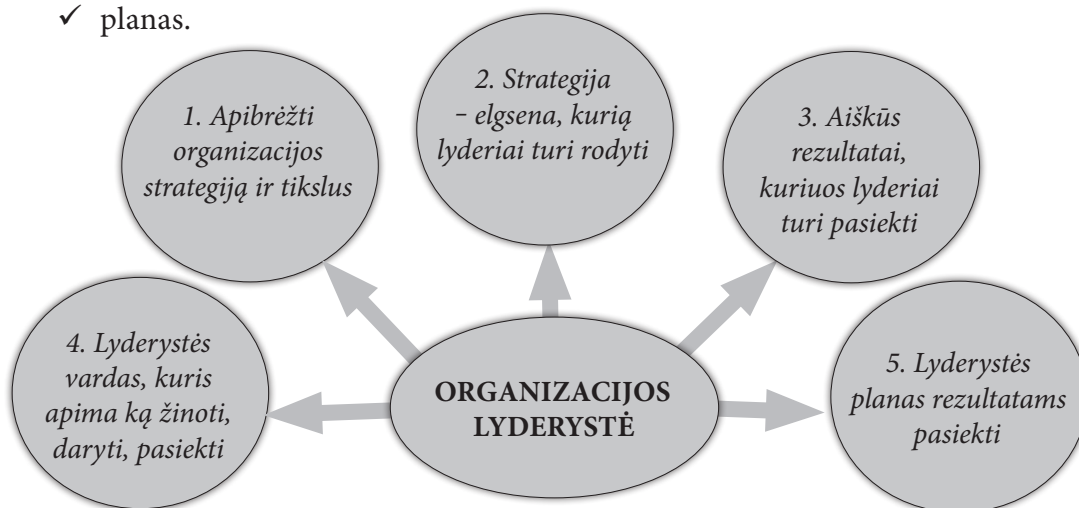 ✓ planas.
1. Apibrėžti
organizacijos
strategiją ir tikslus
2. Strategija
– elgsena, kurią
lyderiai turi rodyti
3. Aiškūs
rezultatai,
kuriuos lyderiai
turi pasiekti
4. Lyderystės
vardas, kuris
apima ką žinoti,
daryti, pasiekti
ORGANIZACIJOS
LYDERYSTĖ
5. Lyderystės
planas rezultatams
pasiekti